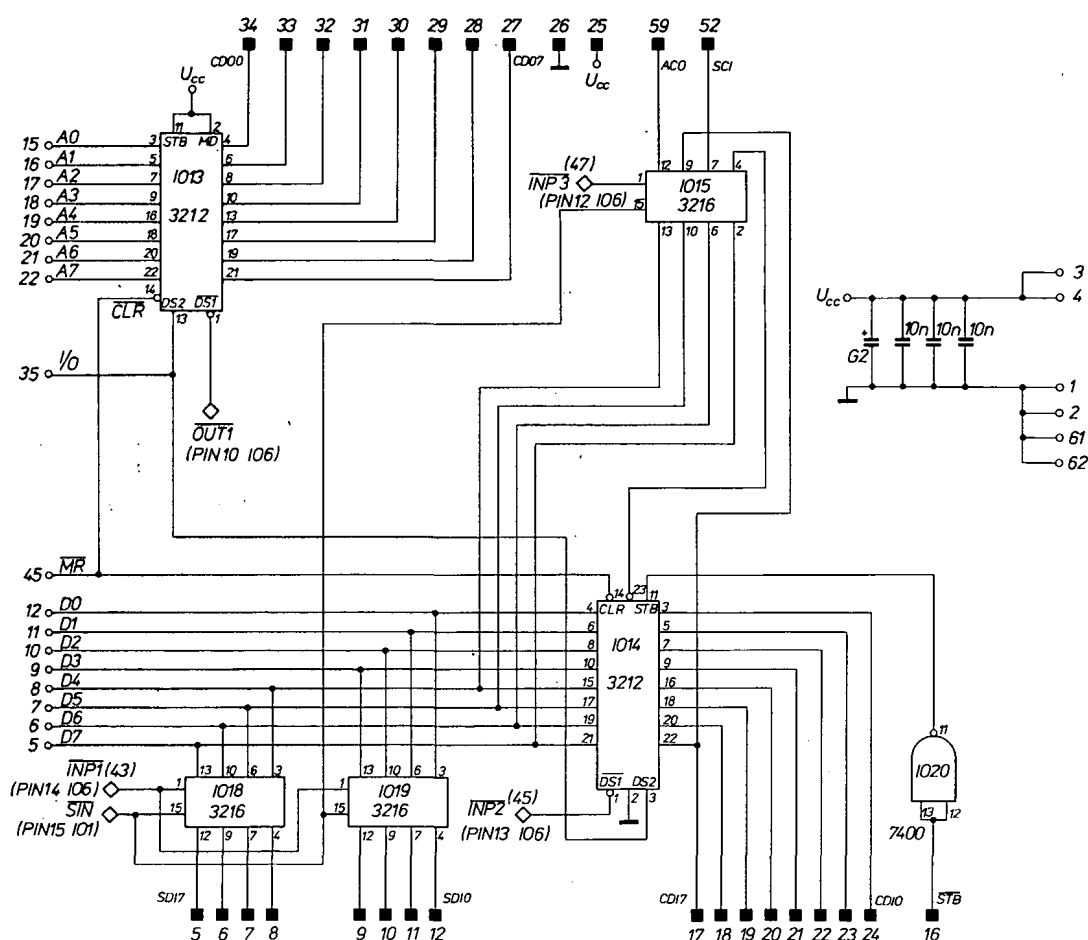 34 33 32 31 30 29 28 27 26 25 59 52
CD00 CD07 Ucc AC0 SC1
Ucc
11 2
15 A0 3 STB MD 4
16 A1 5 6
17 A2 7 8
18 A3 9 IO13 10
19 A4 16 3212 13
20 A5 18 17
21 A6 20 19
22 A7 22 21
14 DS2 DS1
CLR 13 1
35 I/O
OUT1
(PIN10 IO6)
INP3 (47)
(PIN12 IO6)
12 9 7 4
1 IO15
15 3216
13 10 6 2
Ucc
3
4
10n 10n 10n
+
G2
1
2
61
62
45 MR
14 23 11
12 D0 4 CLR STB 3
11 D1 6 5
10 D2 8 IO14 7
9 D3 10 9
8 D4 15 3212 16
7 D5 17 18
6 D6 19 20
5 D7 21 22
DS1 DS2
1 2 3
INP1 (43)
(PIN14 IO6)
SIN
(PIN15 IO1)
13 10 6 3
1 IO18
15 3216
12 9 7 4
13 10 6 3
1 IO19
15 3216
12 9 7 4
INP2 (45)
(PIN13 IO6)
11
IO20
13 12
7400
SDI7 SDI0 CDI7 CDI0 STB
5 6 7 8 9 10 11 12 17 18 19 20 21 22 23 24 16